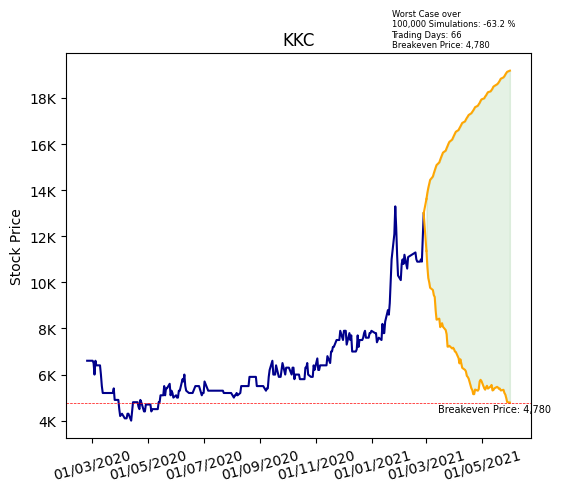 Worst Case over
100,000 Simulations: -63.2 %
Trading Days: 66
Breakeven Price: 4,780
KKC
Stock Price
18K
16K
14K
12K
10K
8K
6K
4K
Breakeven Price: 4,780
01/03/2020
01/05/2020
01/07/2020
01/09/2020
01/11/2020
01/01/2021
01/03/2021
01/05/2021